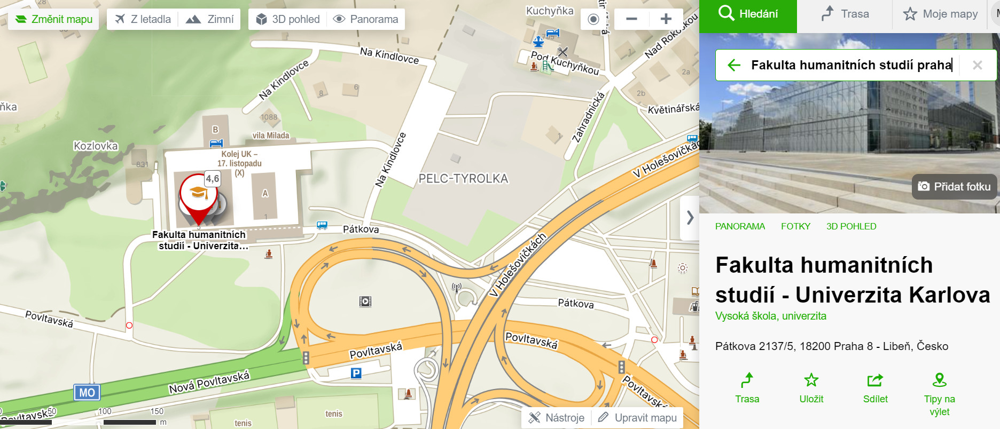 Změnit mapu
Z letadla
Zimní
3D pohled
Panorama
Hledání
Trasa
Moje mapy
Fakulta humanitních studií praha
Přidat fotku
PANORAMA
FOTKY
3D POHLED
Fakulta humanitních
studií - Univerzita Karlova
Vysoká škola, univerzita
Pátkova 2137/5, 18200 Praha 8 - Libeň, Česko
Trasa
Uložit
Sdílet
Tipy na
výlet
28
Kuchyňka
Nad Rokoskou
Na Kindlovce
Na Kindlovce
Pod Kuchyňkou
8
6
7
2a
2b
Květinářská
Zahradnická
1088
vila Milada
B
Kozlovka
Kolej UK –
17. listopadu
(X)
831
4,6
A
1
1
Na Kindlovce
PELC-TYROLKA
V Holešovičkách
Pátkova
Fakulta humanitních
studií - Univerzita…
V Holešovičkách
Pátkova
Povltavská
Povltavská
Povltavská
Povltavská
Nová Povltavská
MO
P
tenis
tenis
Povltavská
0
50
100
150
m
Nástroje
Upravit mapu